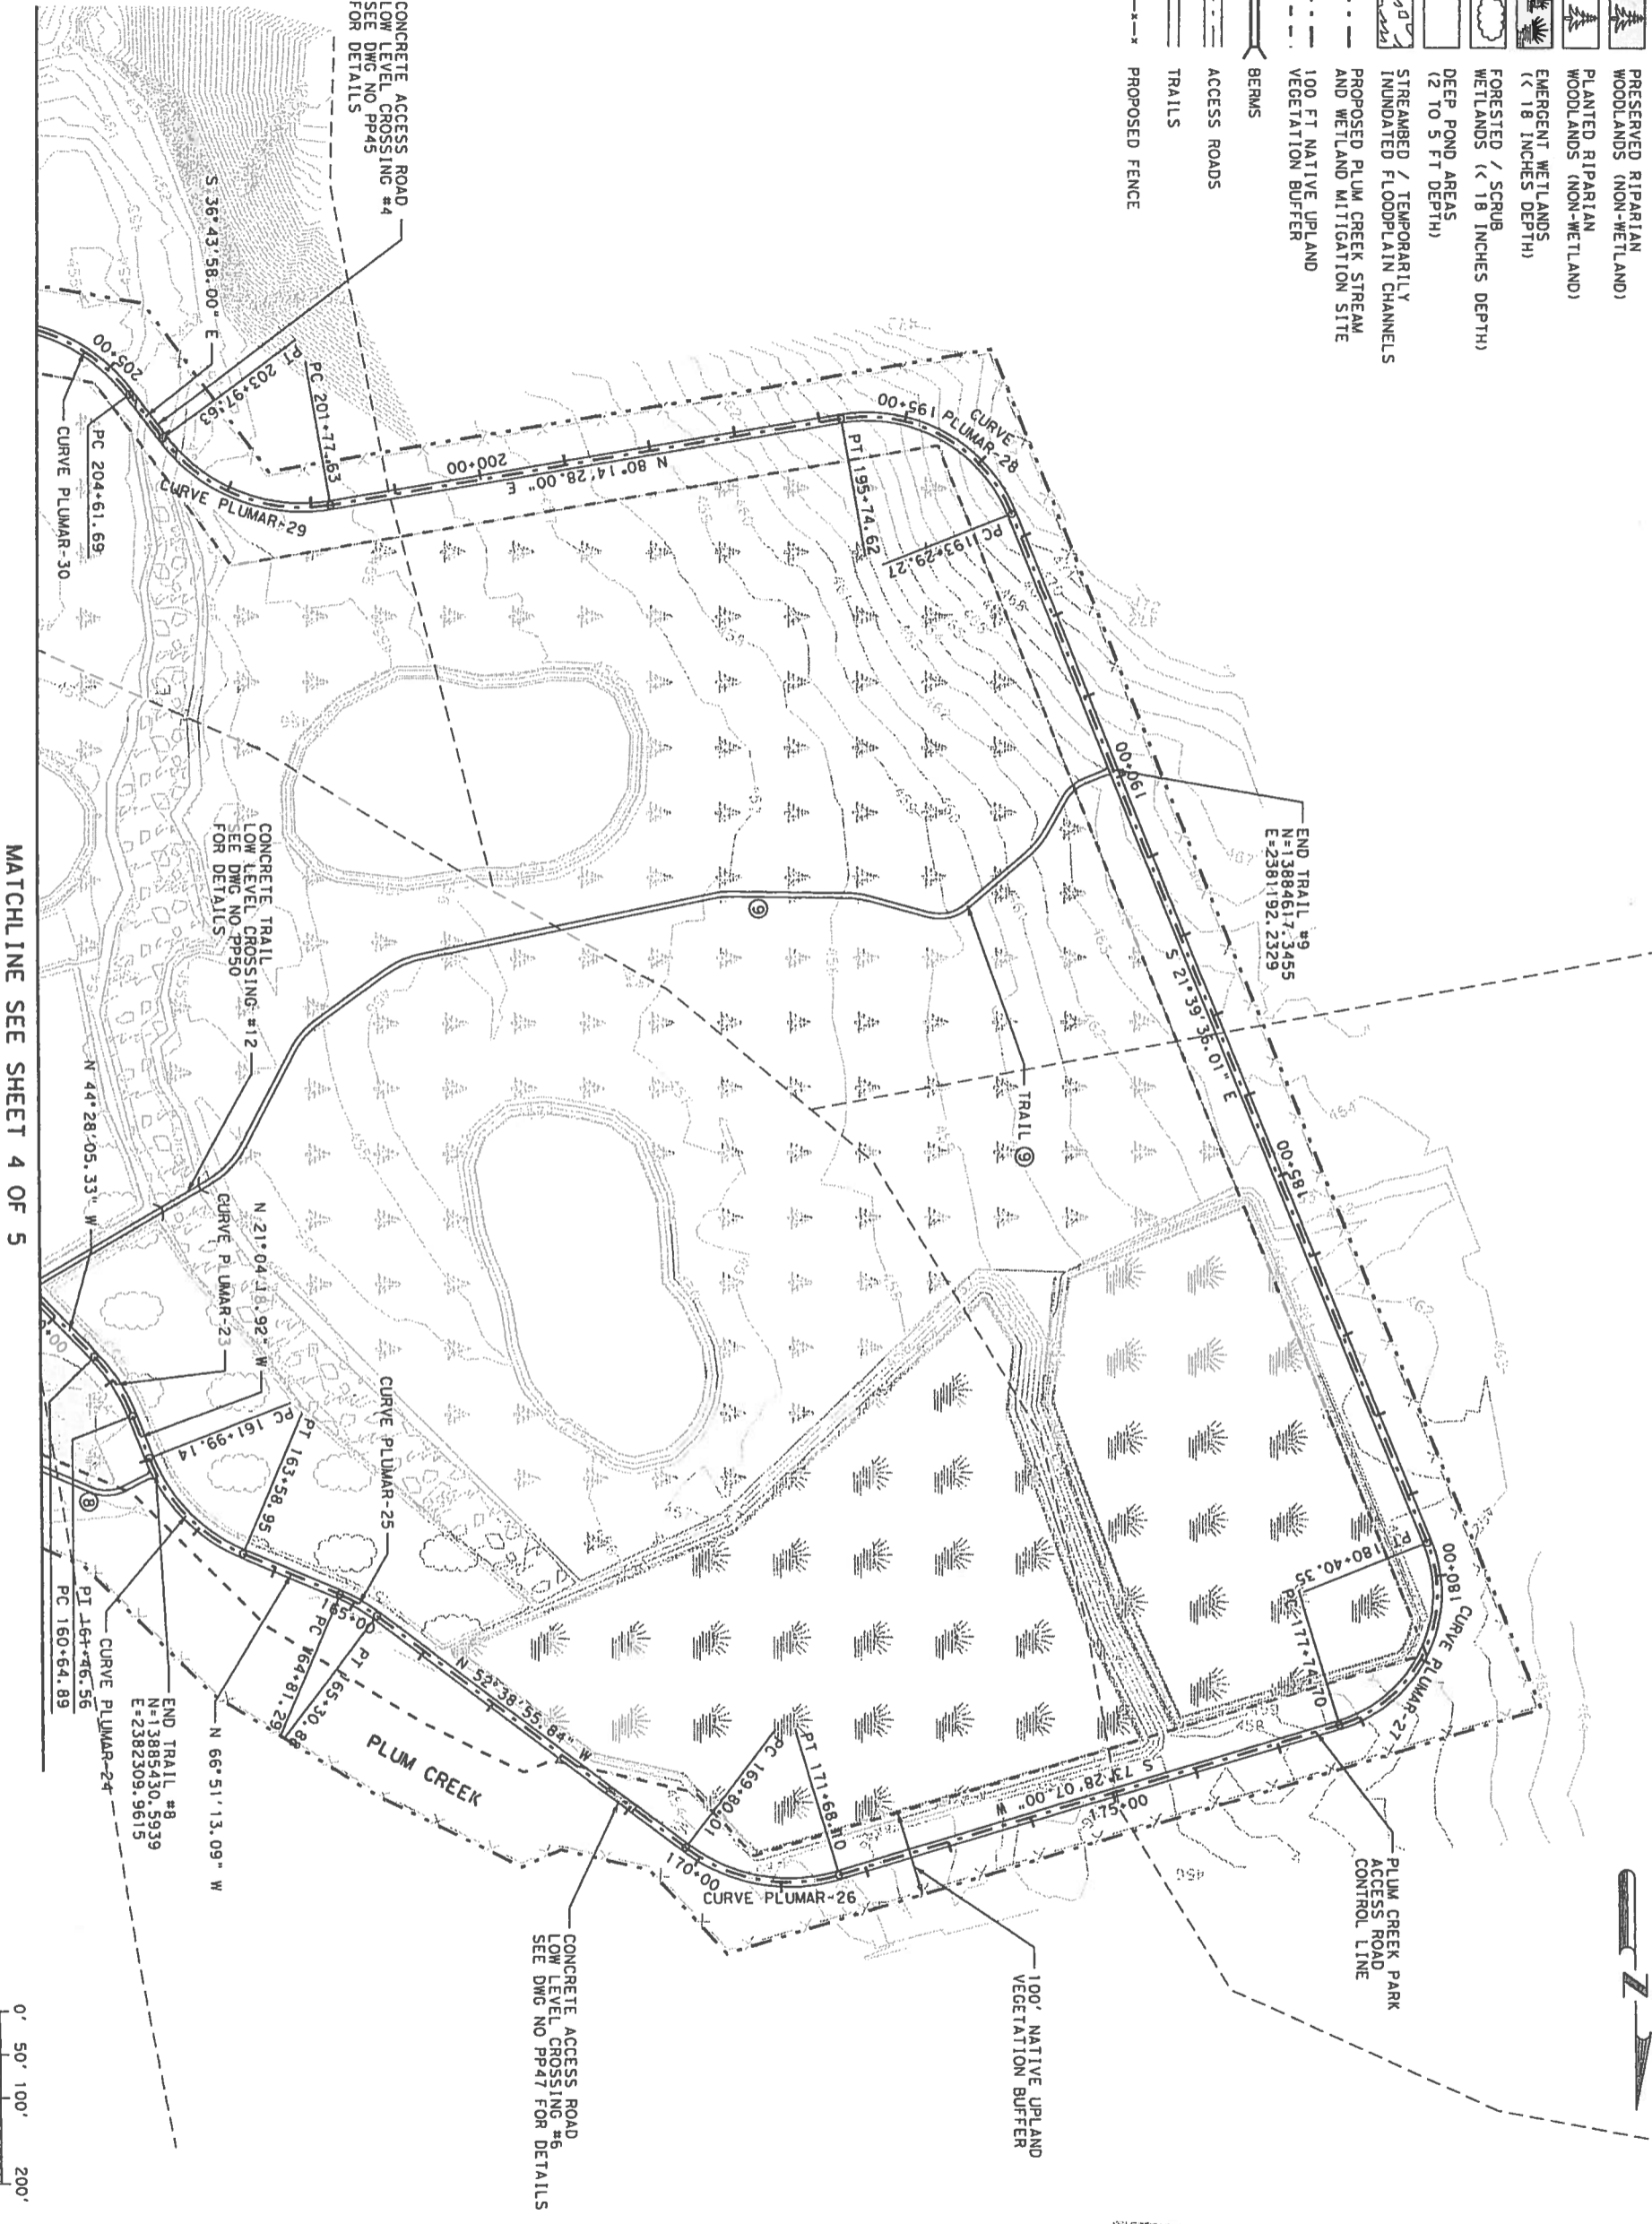 PRESERVED RIPARIAN
WOODLANDS (NON-WETLAND)
PLANTED RIPARIAN
WOODLANDS (NON-WETLAND)
EMERGENT WETLANDS
(< 18 INCHES DEPTH)
FORESTED / SCRUB
WETLANDS (< 18 INCHES DEPTH)
DEEP POND AREAS
(2 TO 5 FT DEPTH)
STREAMBED / TEMPORARILY
INUNDATED FLOODPLAIN CHANNELS
PROPOSED PLUM CREEK STREAM
AND WETLAND MITIGATION SITE
100 FT NATIVE UPLAND
VEGETATION BUFFER
BERMS
ACCESS ROADS
TRAILS
PROPOSED FENCE
CONCRETE ACCESS ROAD
LOW LEVEL CROSSING #4
SEE DWG NO PP45
FOR DETAILS
S 36°43'58.00" E
PT 203+97.63
PC 201+77.63
205+00
PC 204+61.69
CURVE PLUMAR-30
CURVE PLUMAR-29
200+00
N 80°14'28.00" E
195+00
CURVE
PLUMAR-28
PT 195+74.62
PC 193+29.27
190+00
END TRAIL #9
N=13884617.3455
E=2381192.2329
S 21°39'36.01" E
TRAIL 9
9
185+00
CONCRETE TRAIL
LOW LEVEL CROSSING #12
SEE DWG NO PP50
FOR DETAILS
N 44°28'05.33" W
CURVE PLUMAR-23
N 21°04'18.92" W
CURVE PLUMAR-25
PC 161+99.14
PT 163+58.95
8
PT 161+46.56
PC 160+64.89
CURVE PLUMAR-24
END TRAIL #8
N=13885430.5939
E=2382309.9615
N 66°51'13.09" W
165+00
PC 164+81.29
PT 165+30.88
PLUM CREEK
N 52°38'55.84" W
PC 169+80.01
PT 171+68.10
170+00
CURVE PLUMAR-26
CONCRETE ACCESS ROAD
LOW LEVEL CROSSING #6
SEE DWG NO PP47 FOR DETAILS
100' NATIVE UPLAND
VEGETATION BUFFER
S 73°28'07.00" W
175+00
458
456
457
464
PLUM CREEK PARK
ACCESS ROAD
CONTROL LINE
PC 177+74.70
PT 180+40.35
180+00
CURVE PLUMAR-27
Z
MATCHLINE SEE SHEET 4 OF 5
0' 50' 100' 200'